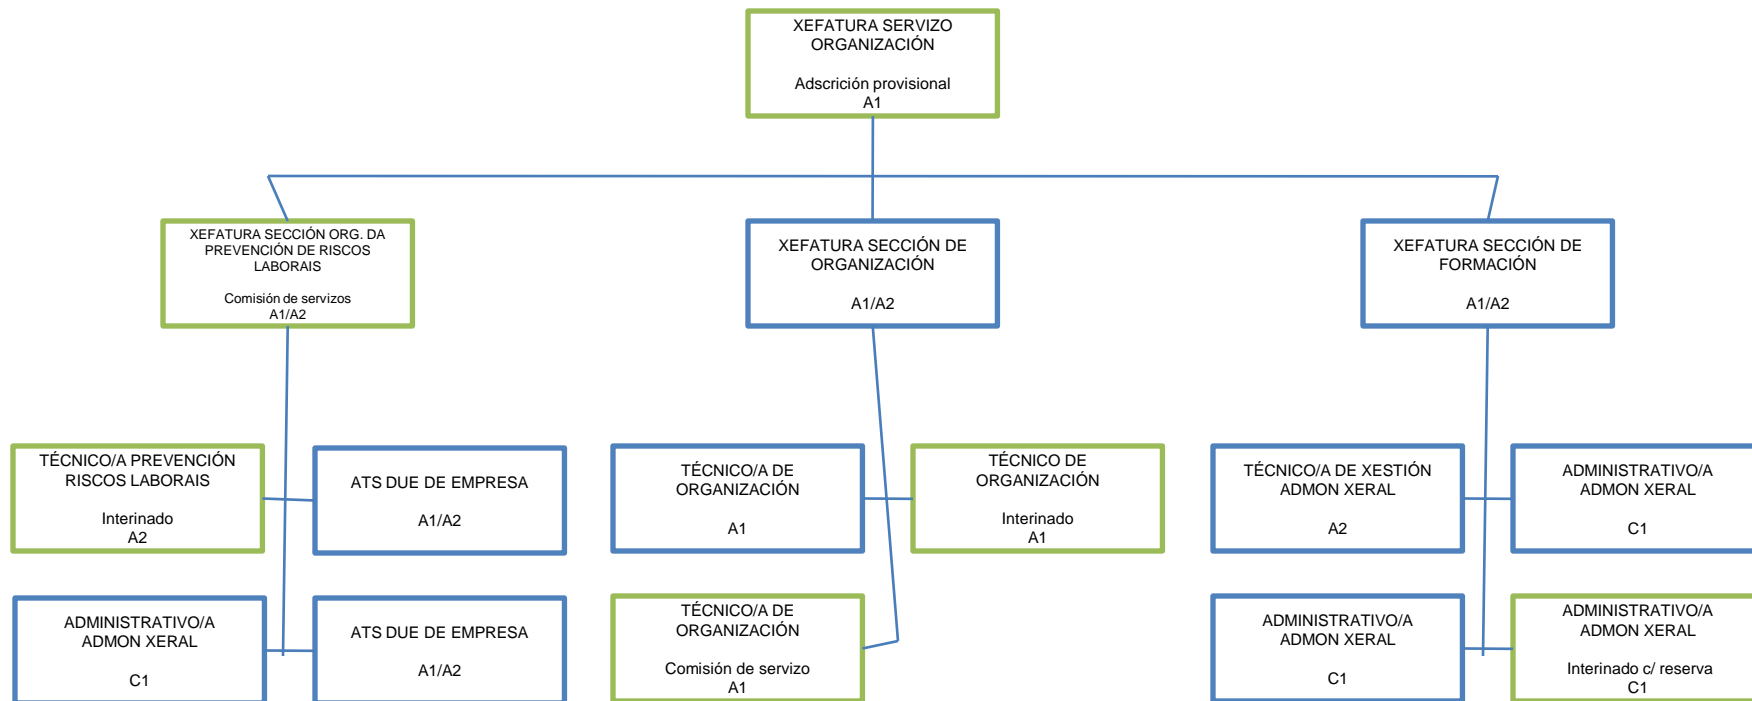 XEFATURA SERVIZO
ORGANIZACIÓN
Adscrición provisional
A1
XEFATURA SECCIÓN ORG. DA
PREVENCIÓN DE RISCOS
LABORAIS
Comisión de servizos
A1/A2
XEFATURA SECCIÓN DE
ORGANIZACIÓN
A1/A2
XEFATURA SECCIÓN DE
FORMACIÓN
A1/A2
TÉCNICO/A PREVENCIÓN
RISCOS LABORAIS
Interinado
A2
ATS DUE DE EMPRESA
A1/A2
TÉCNICO/A DE
ORGANIZACIÓN
A1
TÉCNICO DE
ORGANIZACIÓN
Interinado
A1
TÉCNICO/A DE XESTIÓN
ADMON XERAL
A2
ADMINISTRATIVO/A
ADMON XERAL
C1
ADMINISTRATIVO/A
ADMON XERAL
C1
ATS DUE DE EMPRESA
A1/A2
TÉCNICO/A DE
ORGANIZACIÓN
Comisión de servizo
A1
ADMINISTRATIVO/A
ADMON XERAL
C1
ADMINISTRATIVO/A
ADMON XERAL
Interinado c/ reserva
C1